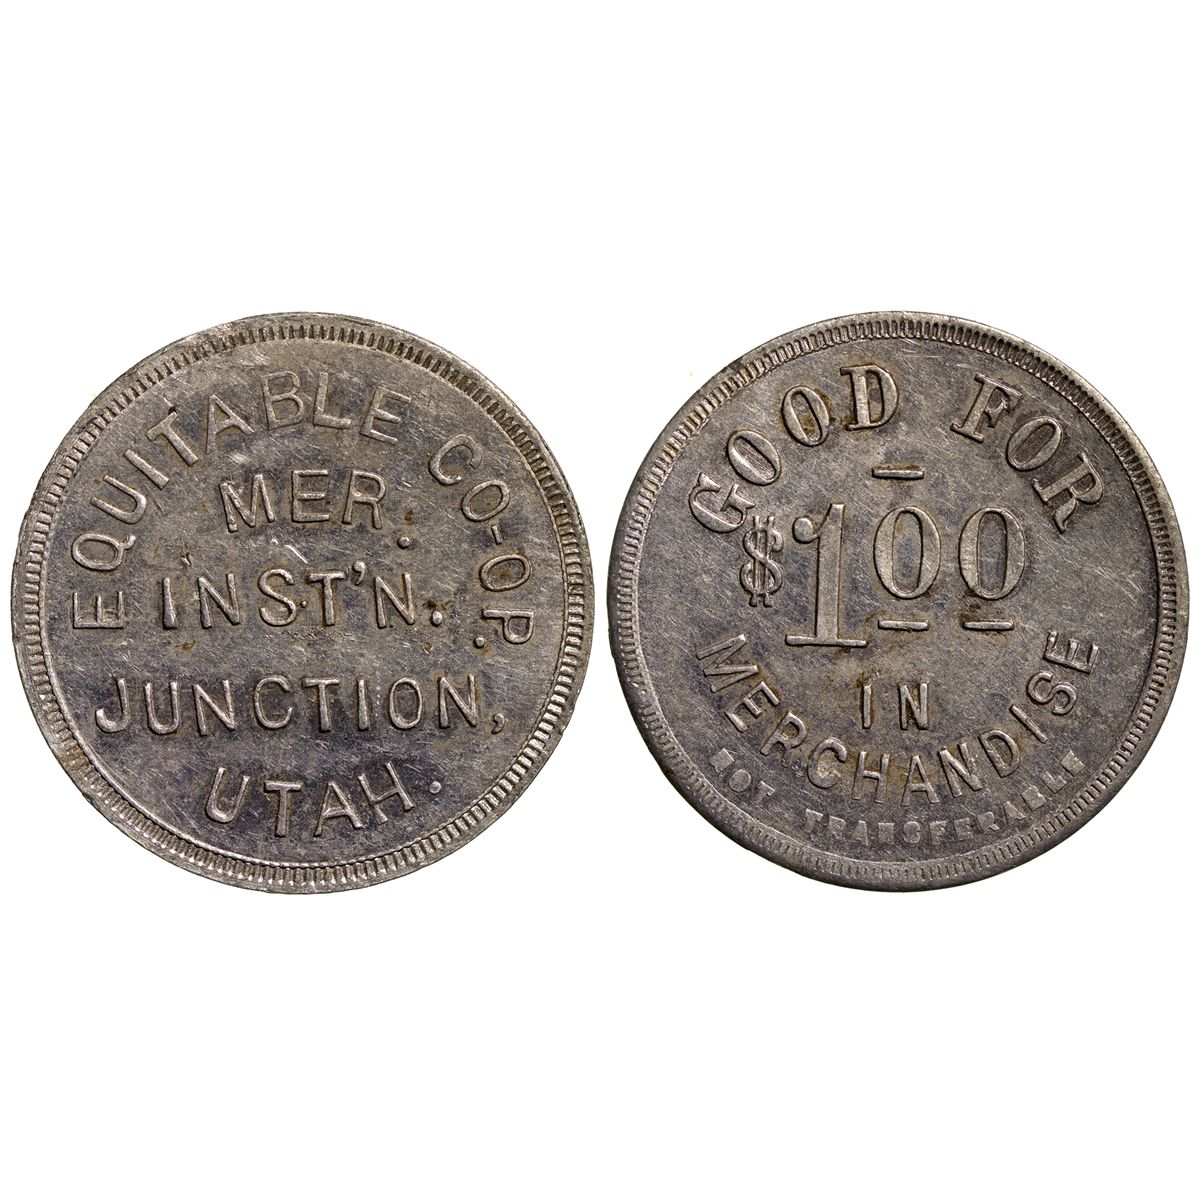 EQUITABLE CO-OP.
MER.
INST'N.
JUNCTION,
UTAH.
GOOD FOR
$1.00
IN
MERCHANDISE
NOT TRANSFERABLE